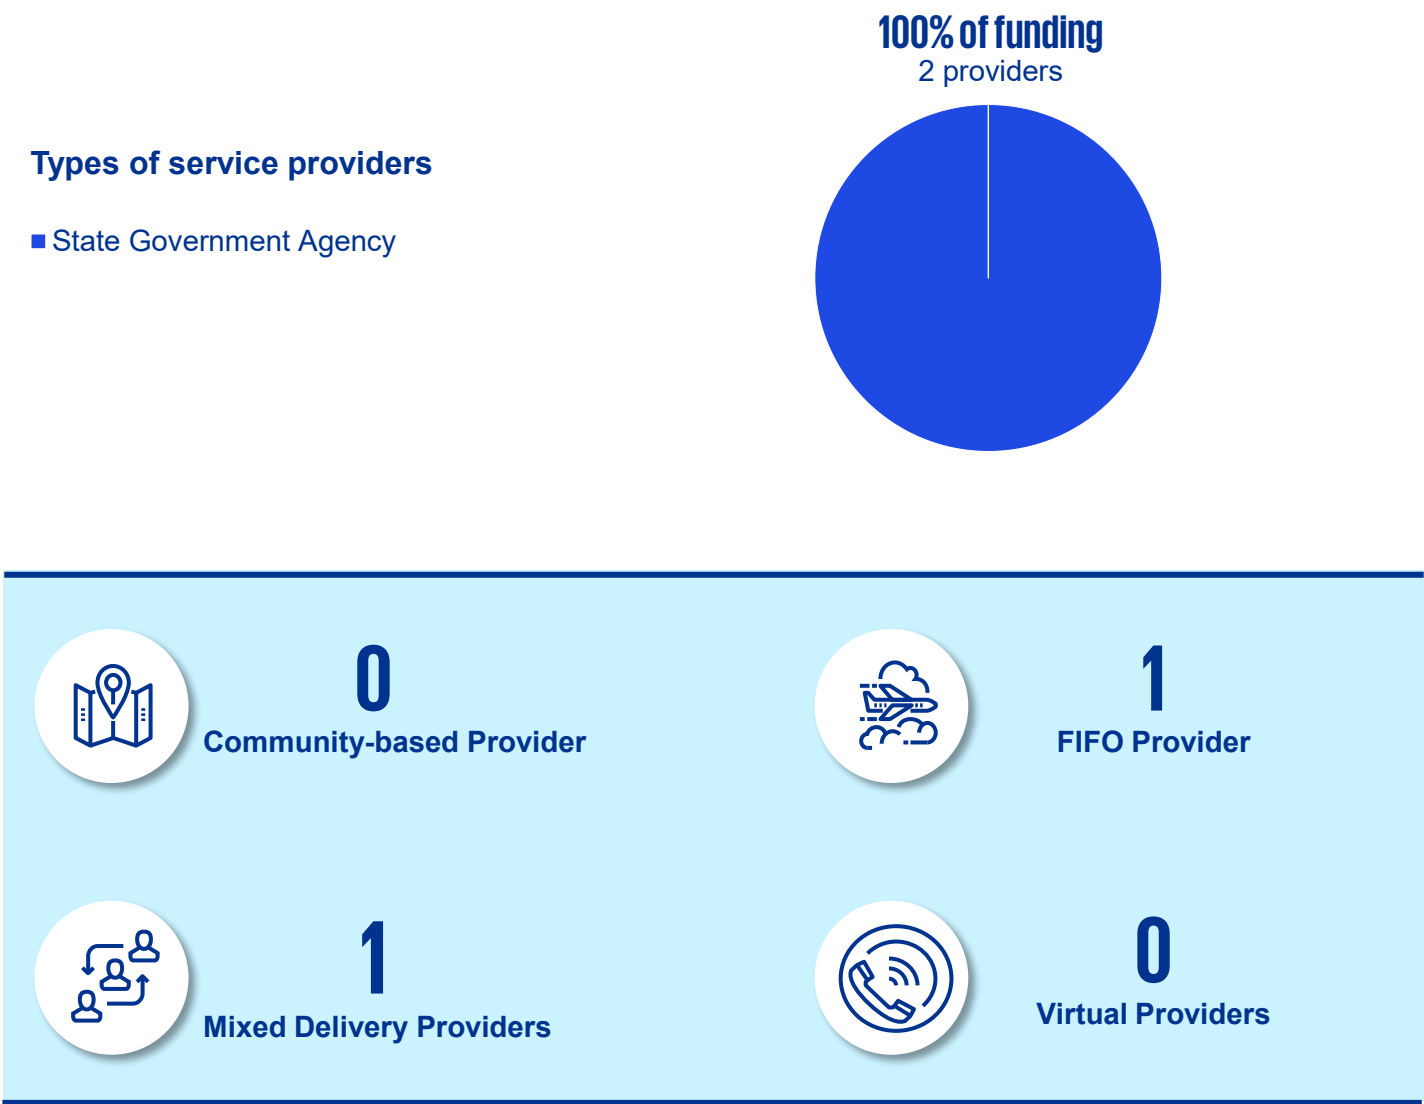 100% of funding
2 providers
Types of service providers
State Government Agency
0
Community-based Provider
1
FIFO Provider
1
Mixed Delivery Providers
0
Virtual Providers